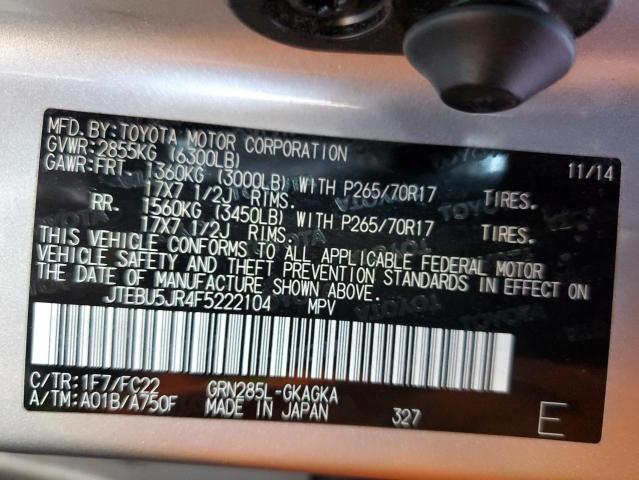 MFD. BY: TOYOTA MOTOR CORPORATION 11/14
GVWR: 2855KG (6300LB)
GAWR: FRT 1360KG (3000LB) WITH P265/70R17 TIRES.
17X7 1/2J RIMS.
RR. 1560KG (3450LB) WITH P265/70R17 TIRES.
17X7 1/2J RIMS.
THIS VEHICLE CONFORMS TO ALL APPLICABLE FEDERAL MOTOR
VEHICLE SAFETY AND THEFT PREVENTION STANDARDS IN EFFECT ON
THE DATE OF MANUFACTURE SHOWN ABOVE.
JTEBU5JR4F5222104 MPV
C/TR: 1F7/FC22 GRN285L-GKAGKA
A/TM: A01B/A750F MADE IN JAPAN 327 E